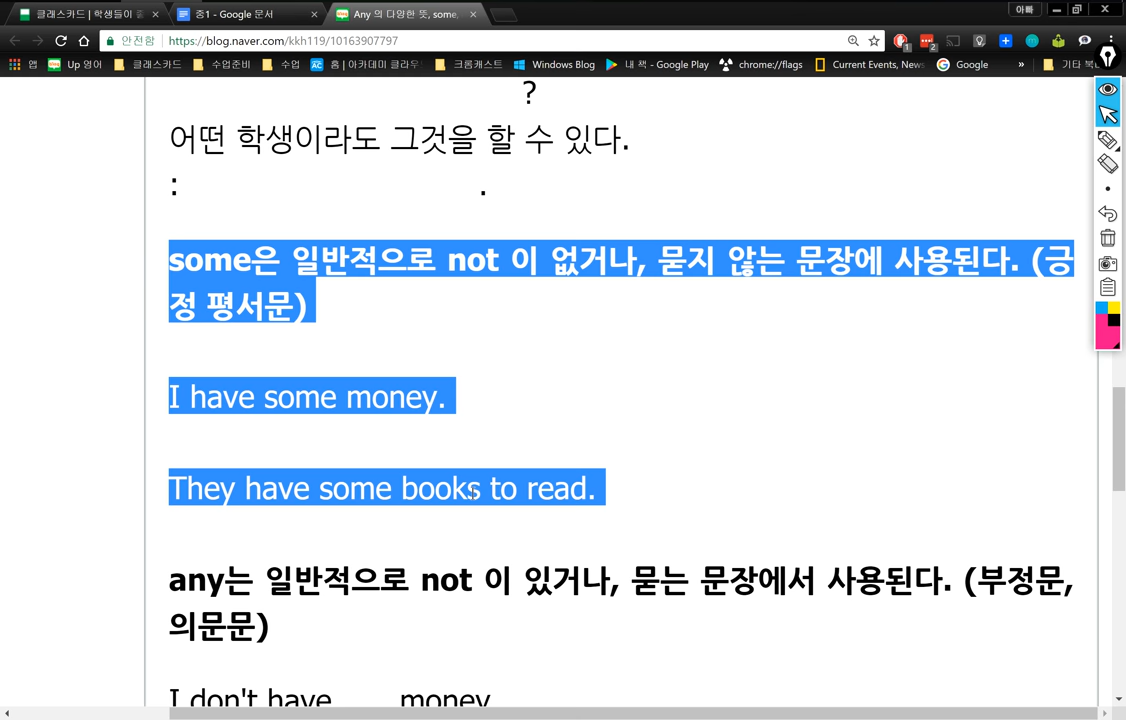 클래스카드 | 학생들이 좋
중1 - Google 문서
Any 의 다양한 뜻, some,
아빠
안전함 | https://blog.naver.com/kkh119/10163907797
1
2
앱
Up 영어
클래스카드
수업준비
수업
홈 | 아카데미 클라우
크롬캐스트
Windows Blog
내 책 - Google Play
chrome://flags
Current Events, News
Google
»
기타 북
?
어떤 학생이라도 그것을 할 수 있다.
: .
some은 일반적으로 not 이 없거나, 묻지 않는 문장에 사용된다. (긍
정 평서문)
I have some money.
They have some books to read.
any는 일반적으로 not 이 있거나, 묻는 문장에서 사용된다. (부정문,
의문문)
I don't have money